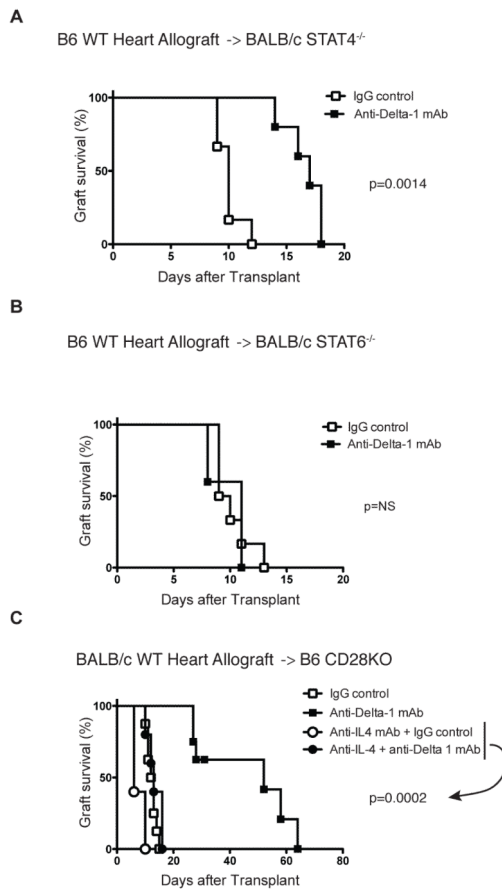 A
B6 WT Heart Allograft -> BALB/c STAT4-/-
IgG control
Anti-Delta-1 mAb
p=0.0014
Graft survival (%)
100
50
0
0 5 10 15 20
Days after Transplant
B
B6 WT Heart Allograft -> BALB/c STAT6-/-
IgG control
Anti-Delta-1 mAb
p=NS
Graft survival (%)
100
50
0
0 5 10 15 20
Days after Transplant
C
BALB/c WT Heart Allograft -> B6 CD28KO
IgG control
Anti-Delta-1 mAb
Anti-IL4 mAb + IgG control
Anti-IL-4 + anti-Delta 1 mAb
p=0.0002
Graft survival (%)
100
50
0
0 20 40 60 80
Days after Transplant